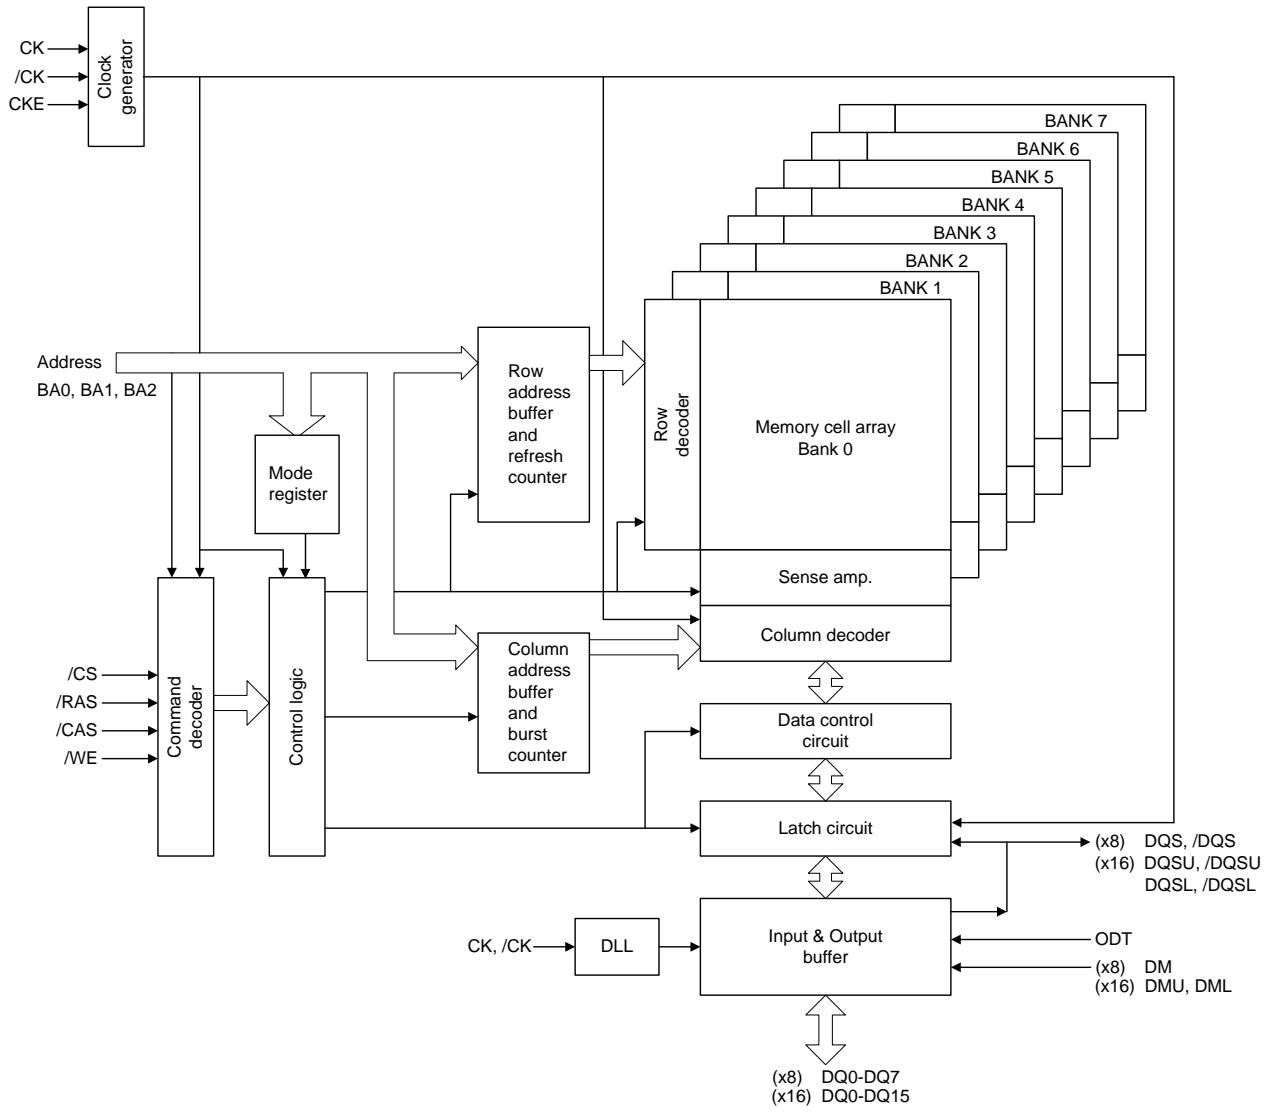 CK
/CK
CKE
Clock
generator
BANK 7
BANK 6
BANK 5
BANK 4
BANK 3
BANK 2
BANK 1
Address
BA0, BA1, BA2
Mode
register
Row
address
buffer
and
refresh
counter
Row
decoder
Memory cell array
Bank 0
Sense amp.
Column decoder
/CS
/RAS
/CAS
/WE
Command
decoder
Control logic
Column
address
buffer
and
burst
counter
Data control
circuit
Latch circuit
(x8) DQS, /DQS
(x16) DQSU, /DQSU
DQSL, /DQSL
CK, /CK
DLL
Input & Output
buffer
ODT
(x8) DM
(x16) DMU, DML
(x8) DQ0-DQ7
(x16) DQ0-DQ15